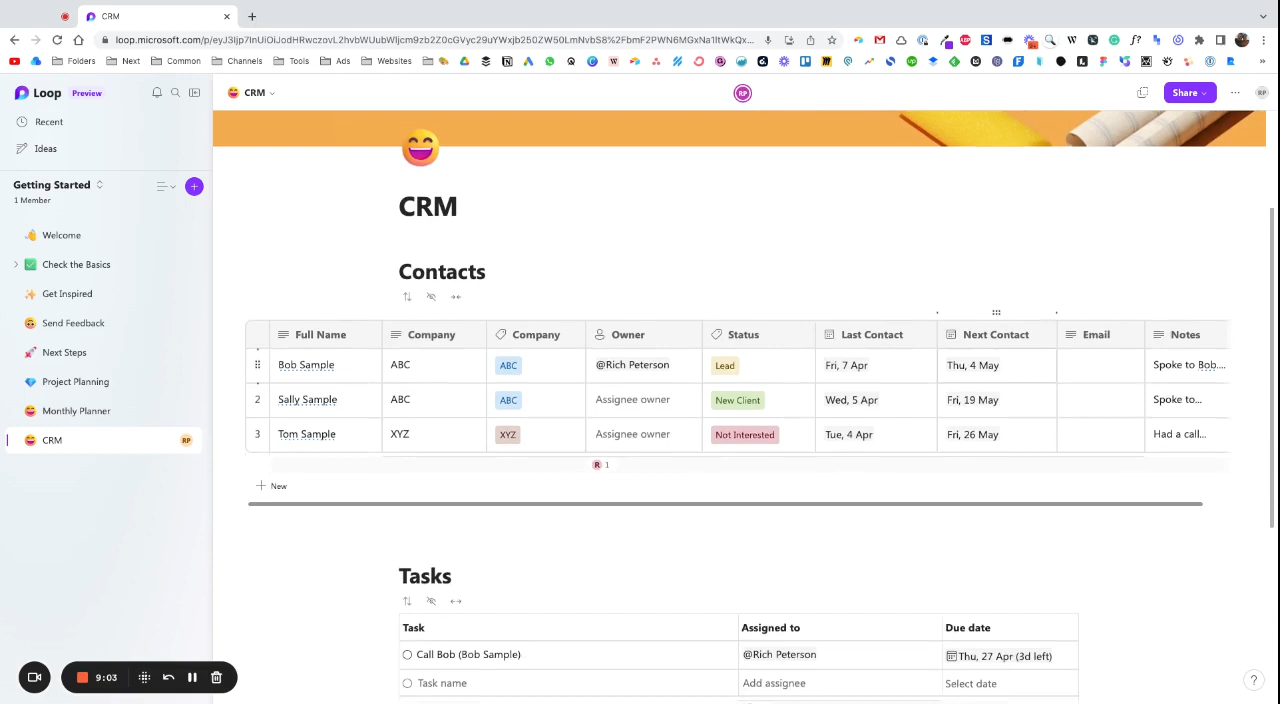 CRM
loop.microsoft.com/p/eyJ3Ijp7InUiOiJodHRwczovL2hvbWUubWljcm9zb2Z0cGVyc29uYWxjb250ZW50LmNvbS8%2FbmF2PWN6MGxNa1ltWkQx...
Folders
Next
Common
Channels
Tools
Ads
Websites
Loop Preview
CRM
RP
Share
RP
Recent
Ideas
Getting Started
1 Member
Welcome
Check the Basics
Get Inspired
Send Feedback
Next Steps
Project Planning
Monthly Planner
CRM RP
CRM
Contacts
Full Name Company Company Owner Status Last Contact Next Contact Email Notes
Bob Sample ABC ABC @Rich Peterson Lead Fri, 7 Apr Thu, 4 May Spoke to Bob....
2 Sally Sample ABC ABC Assignee owner New Client Wed, 5 Apr Fri, 19 May Spoke to...
3 Tom Sample XYZ XYZ Assignee owner Not Interested Tue, 4 Apr Fri, 26 May Had a call...
R 1
New
Tasks
Task Assigned to Due date
Call Bob (Bob Sample) @Rich Peterson Thu, 27 Apr (3d left)
Task name Add assignee Select date
9:03
?